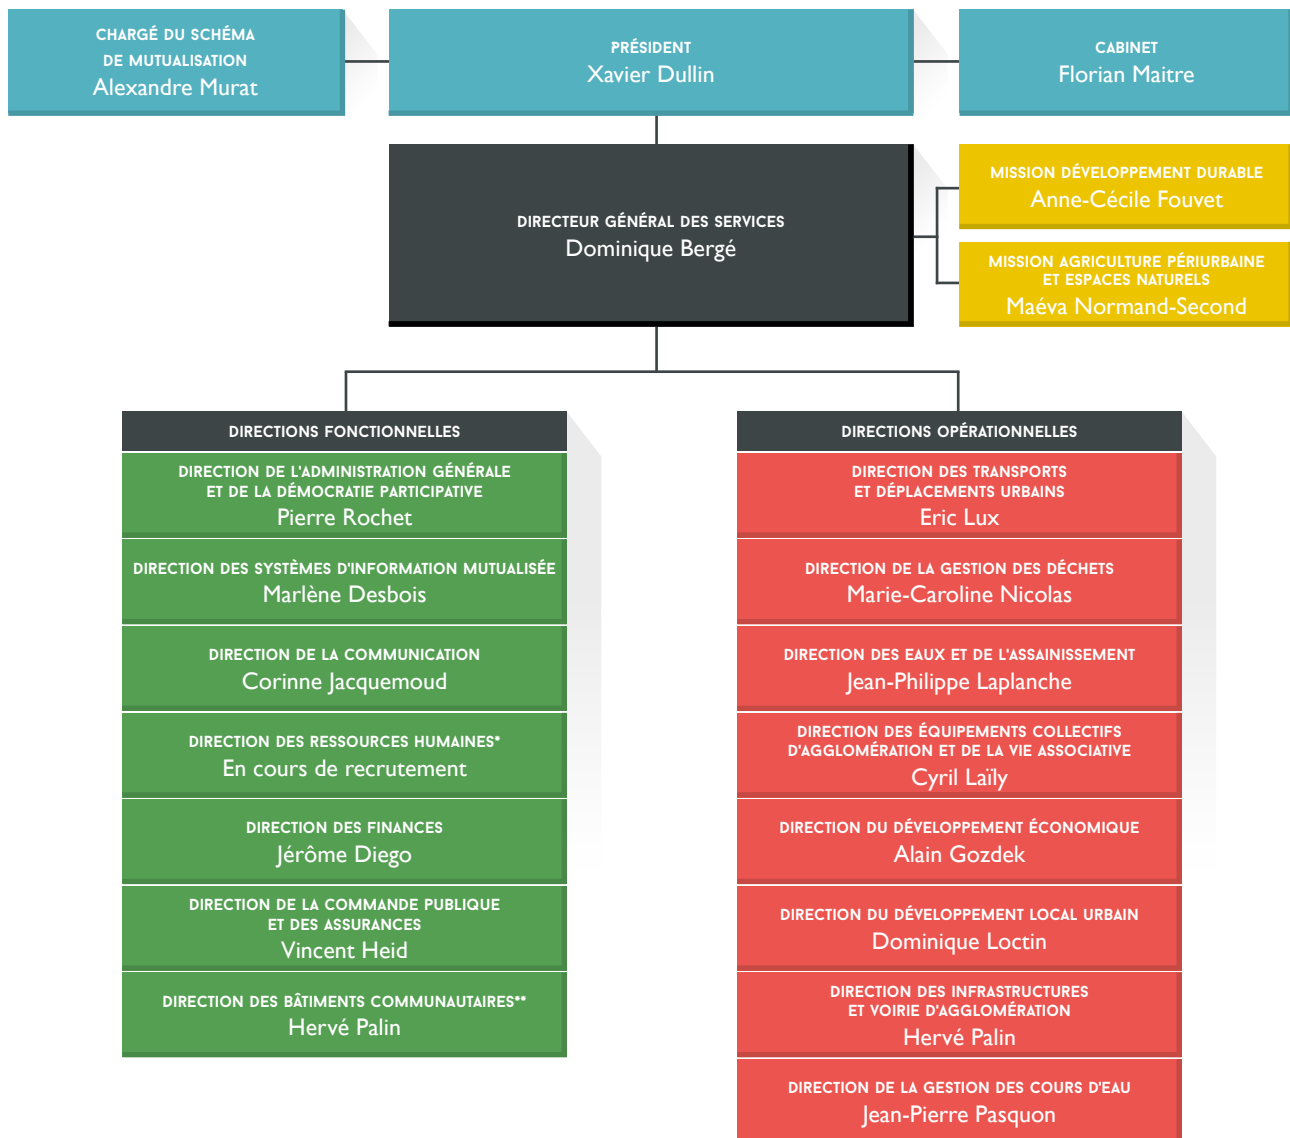 CHARGÉ DU SCHÉMA
DE MUTUALISATION
Alexandre Murat
PRÉSIDENT
Xavier Dullin
CABINET
Florian Maitre
DIRECTEUR GÉNÉRAL DES SERVICES
Dominique Bergé
MISSION DÉVELOPPEMENT DURABLE
Anne-Cécile Fouvet
MISSION AGRICULTURE PÉRIURBAINE
ET ESPACES NATURELS
Maéva Normand-Second
DIRECTIONS FONCTIONNELLES
DIRECTION DE L'ADMINISTRATION GÉNÉRALE
ET DE LA DÉMOCRATIE PARTICIPATIVE
Pierre Rochet
DIRECTION DES SYSTÈMES D'INFORMATION MUTUALISÉE
Marlène Desbois
DIRECTION DE LA COMMUNICATION
Corinne Jacquemoud
DIRECTION DES RESSOURCES HUMAINES*
En cours de recrutement
DIRECTION DES FINANCES
Jérôme Diego
DIRECTION DE LA COMMANDE PUBLIQUE
ET DES ASSURANCES
Vincent Heid
DIRECTION DES BÂTIMENTS COMMUNAUTAIRES**
Hervé Palin
DIRECTIONS OPÉRATIONNELLES
DIRECTION DES TRANSPORTS
ET DÉPLACEMENTS URBAINS
Eric Lux
DIRECTION DE LA GESTION DES DÉCHETS
Marie-Caroline Nicolas
DIRECTION DES EAUX ET DE L'ASSAINISSEMENT
Jean-Philippe Laplanche
DIRECTION DES ÉQUIPEMENTS COLLECTIFS
D'AGGLOMÉRATION ET DE LA VIE ASSOCIATIVE
Cyril Laïly
DIRECTION DU DÉVELOPPEMENT ÉCONOMIQUE
Alain Gozdek
DIRECTION DU DÉVELOPPEMENT LOCAL URBAIN
Dominique Loctin
DIRECTION DES INFRASTRUCTURES
ET VOIRIE D'AGGLOMÉRATION
Hervé Palin
DIRECTION DE LA GESTION DES COURS D'EAU
Jean-Pierre Pasquon